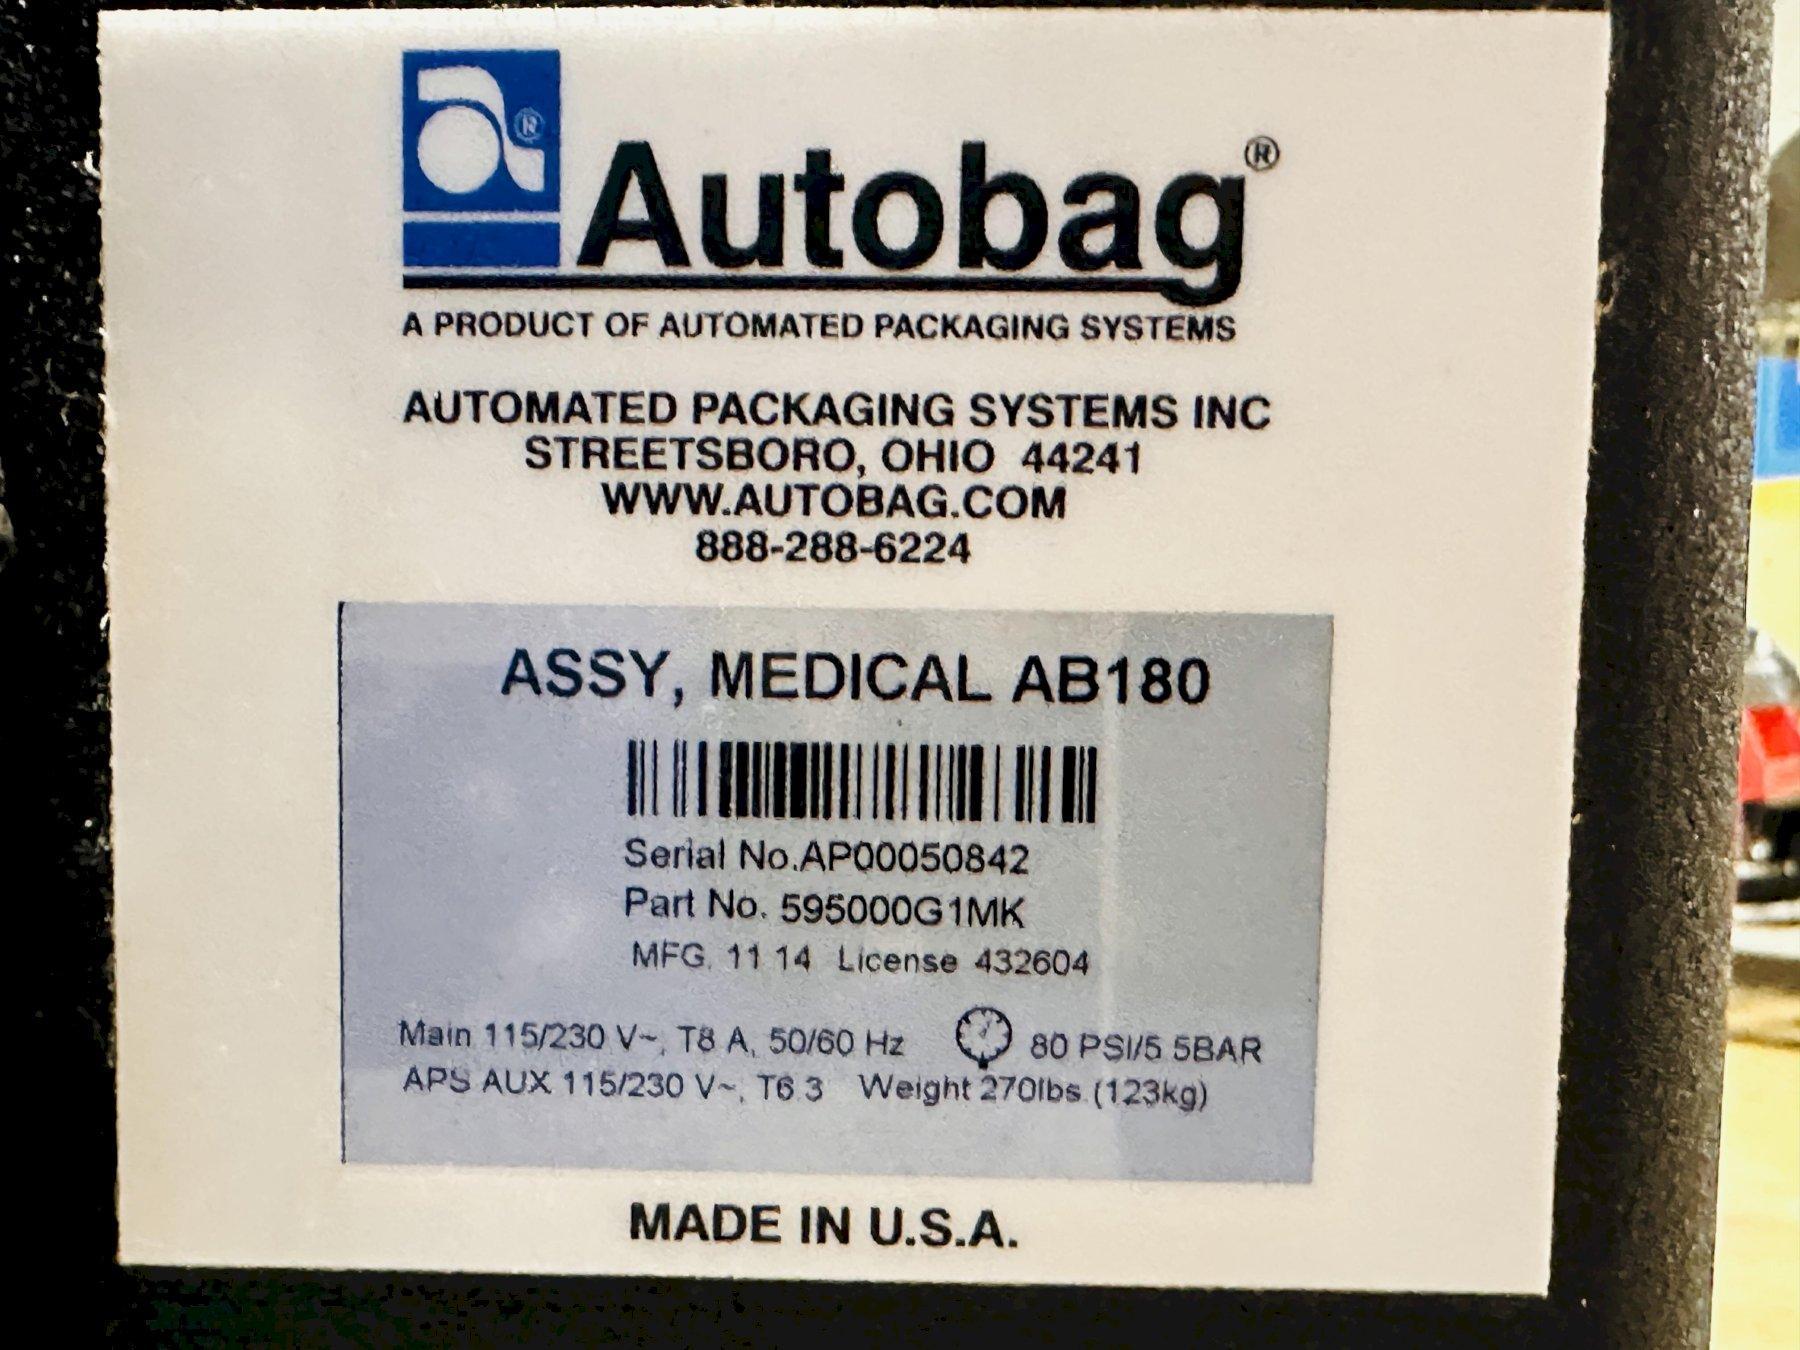 a®
Autobag®
A PRODUCT OF AUTOMATED PACKAGING SYSTEMS
AUTOMATED PACKAGING SYSTEMS INC
STREETSBORO, OHIO 44241
WWW.AUTOBAG.COM
888-288-6224
ASSY, MEDICAL AB180
Serial No.AP00050842
Part No. 595000G1MK
MFG. 11 14 License 432604
Main 115/230 V~, T8 A, 50/60 Hz 80 PSI/5.5BAR
APS AUX 115/230 V~, T6.3 Weight 270lbs.(123kg)
MADE IN U.S.A.